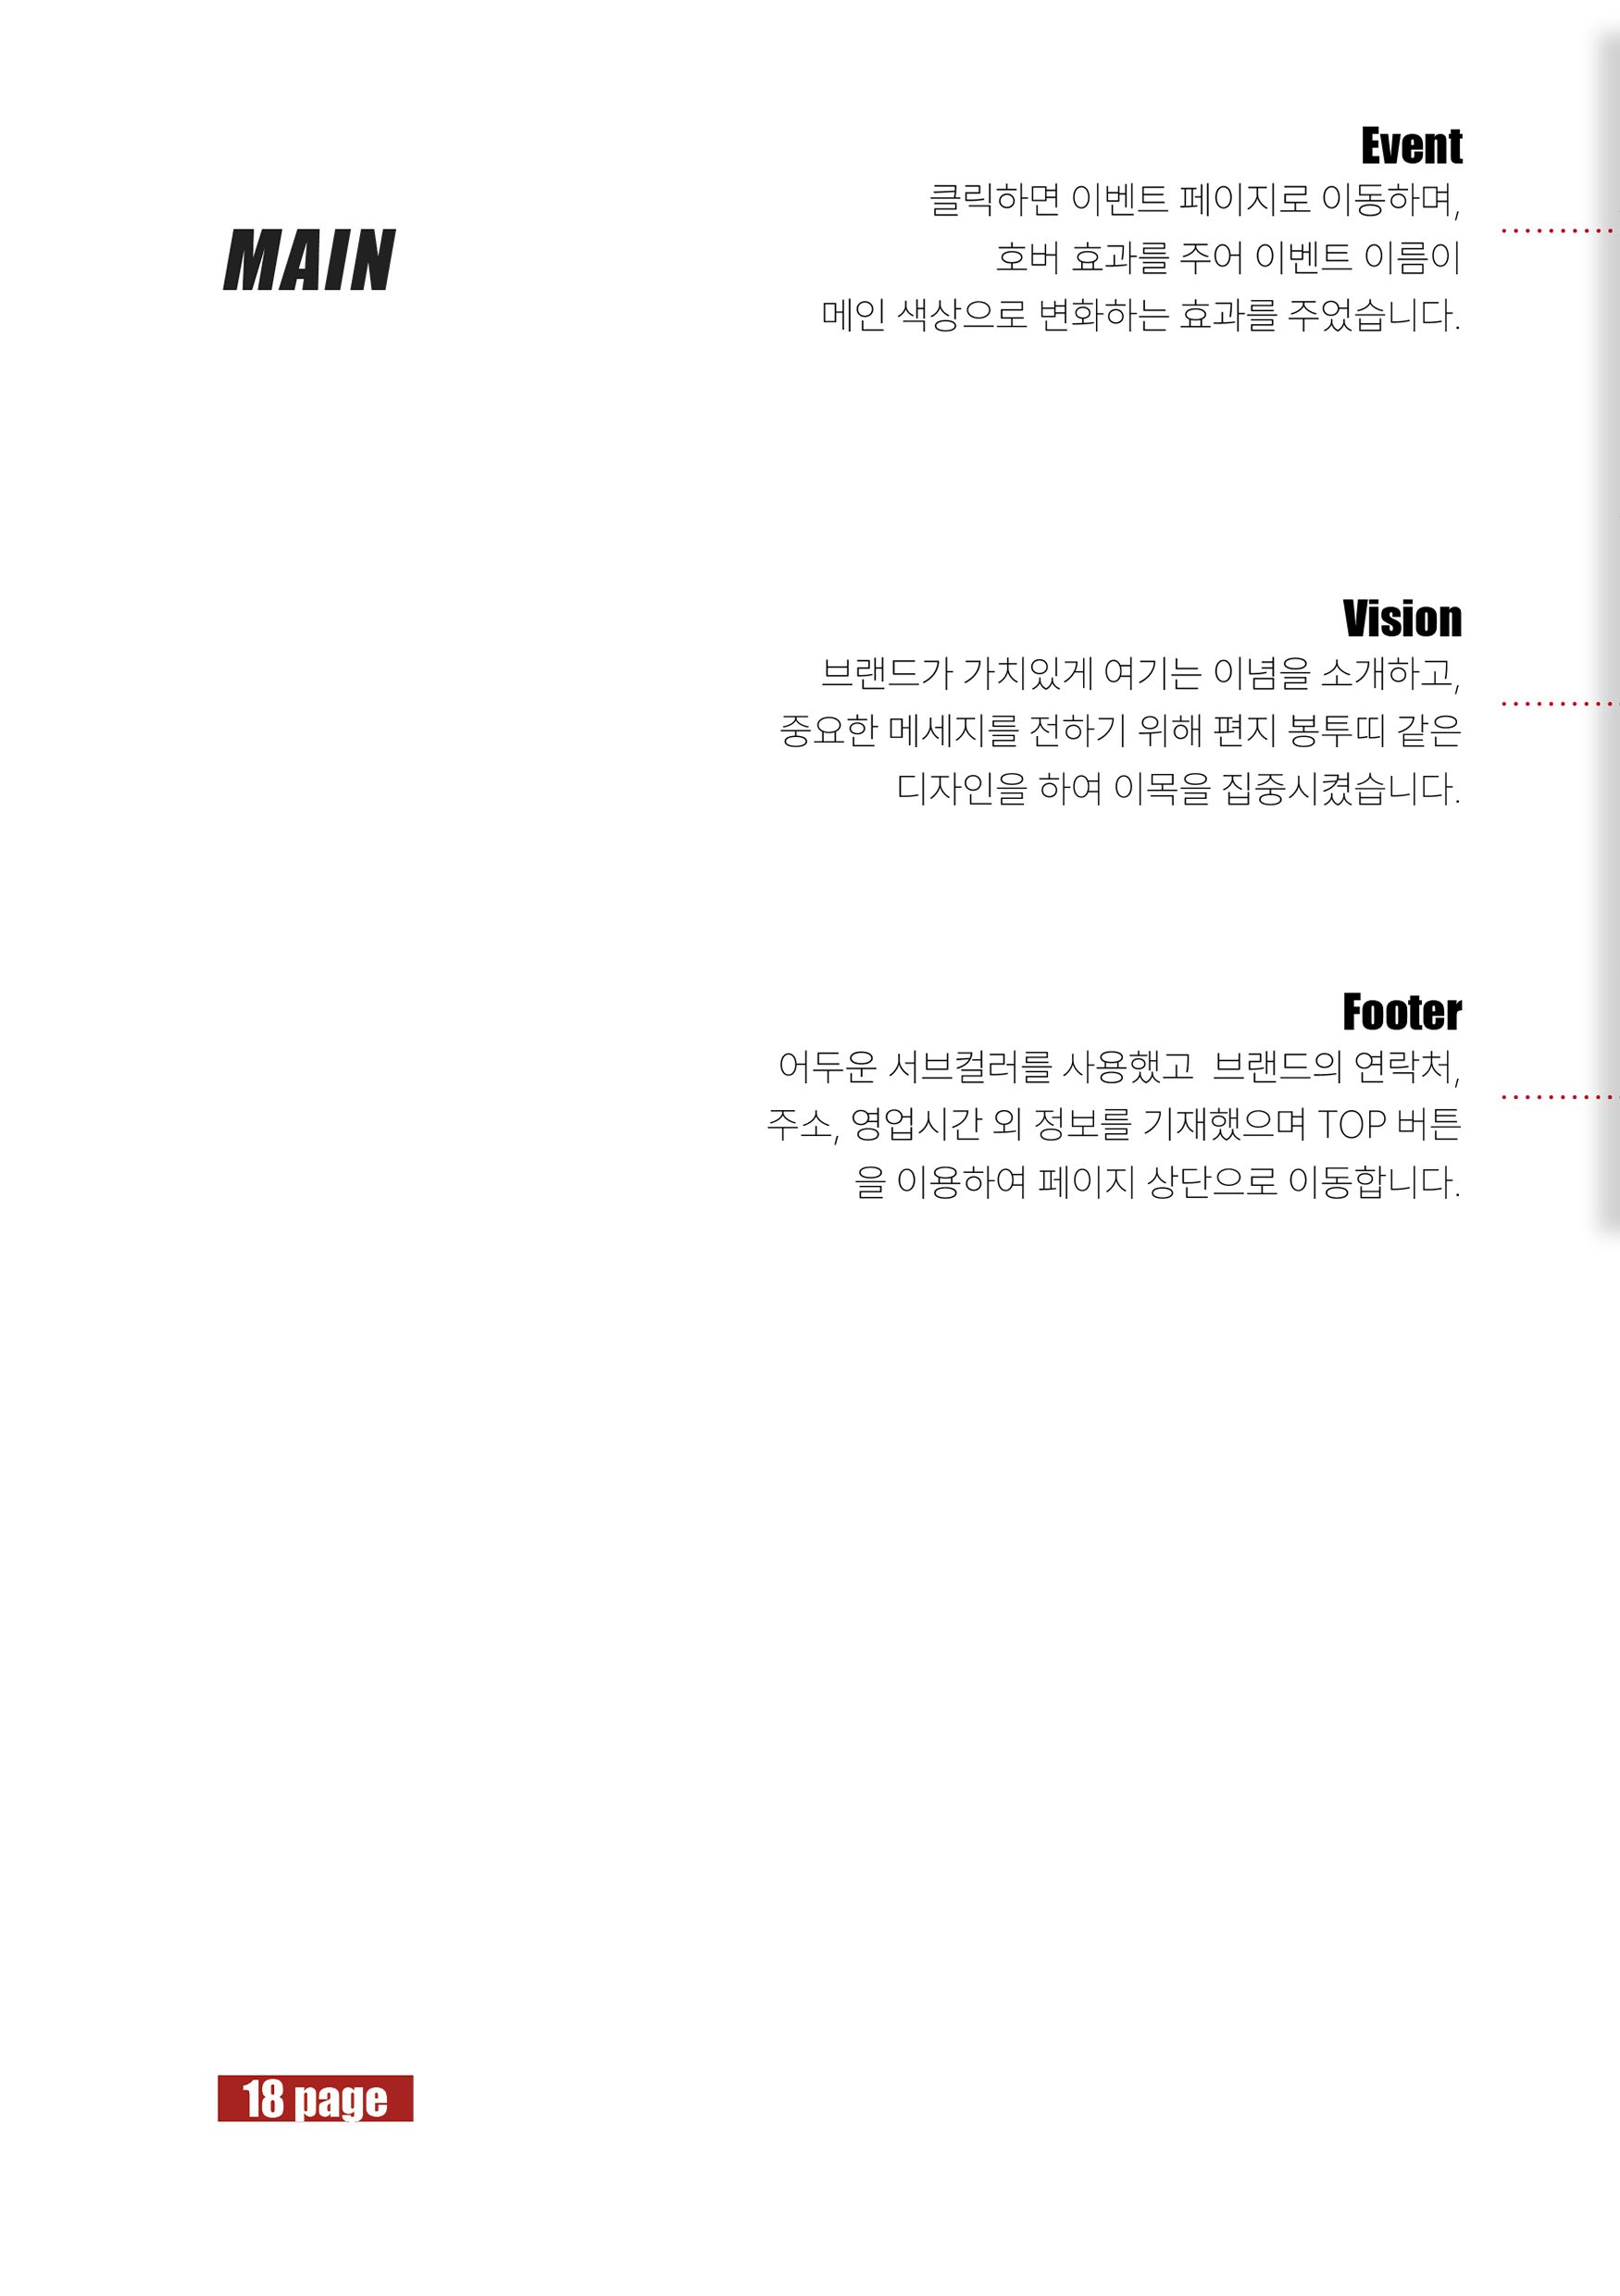 MAIN
Event
클릭하면 이벤트 페이지로 이동하며,
호버 효과를 주어 이벤트 이름이
메인 색상으로 변화하는 효과를 주었습니다.
Vision
브랜드가 가치있게 여기는 이념을 소개하고,
중요한 메세지를 전하기 위해 편지 봉투띠 같은
디자인을 하여 이목을 집중시켰습니다.
Footer
어두운 서브컬러를 사용했고  브랜드의 연락처,
주소, 영업시간 외 정보를 기재했으며 TOP 버튼
을 이용하여 페이지 상단으로 이동합니다.
18 page